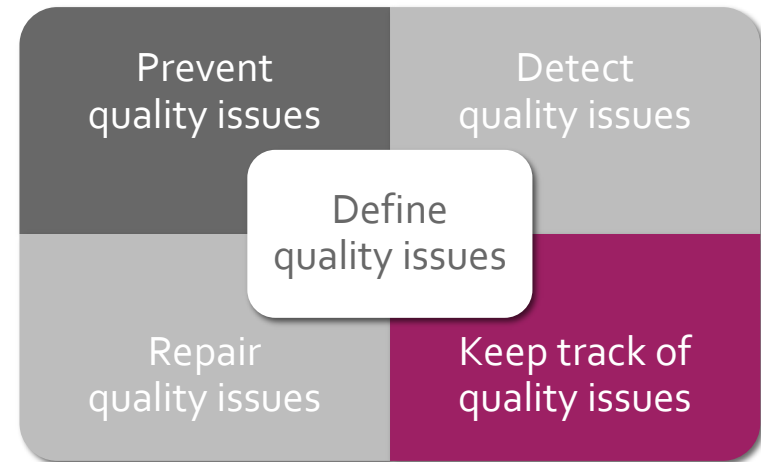 Prevent
quality issues
Detect
quality issues
Define
quality issues
Repair
quality issues
Keep track of
quality issues